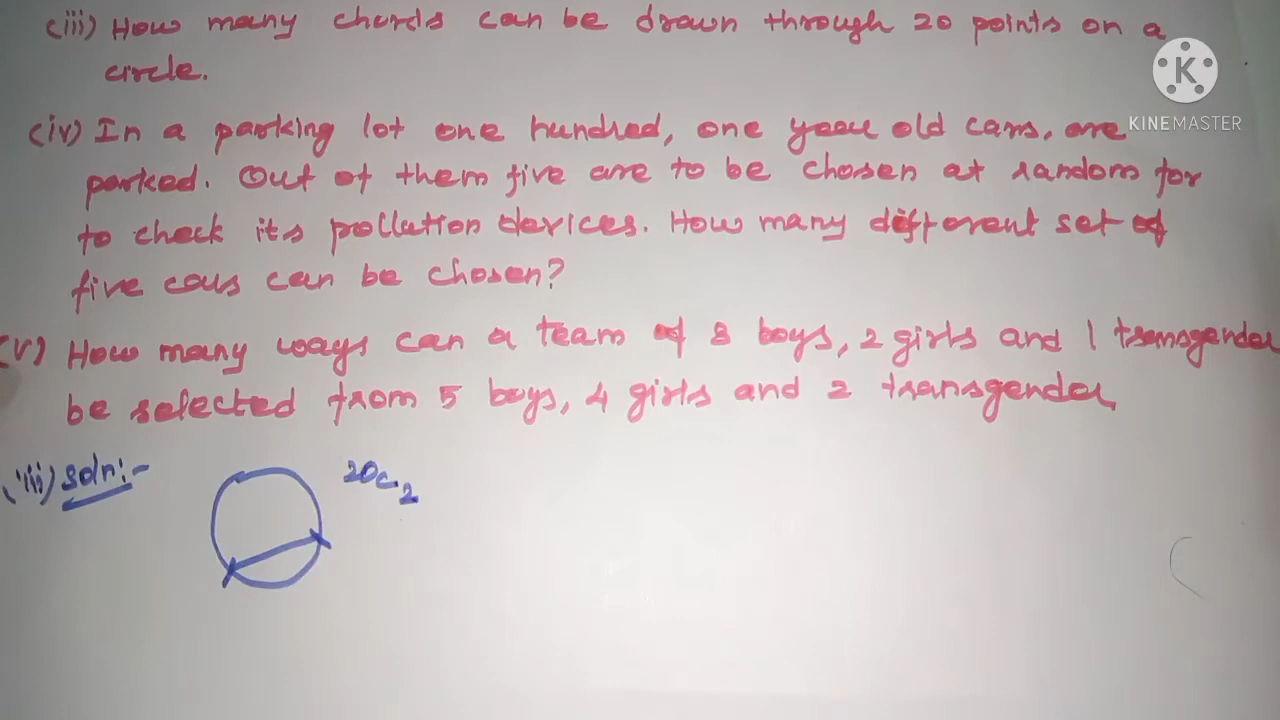 (iii) How many chords can be drawn through 20 points on a
circle.
KINEMASTER
(iv) In a parking lot one hundred, one year old cars, are
parked. Out of them five are to be chosen at random for
to check its pollution devices. How many different set of
five cars can be chosen?
(v) How many ways can a team of 3 boys, 2 girls and 1 transgender
be selected from 5 boys, 4 girls and 2 transgender.
(iii) Soln:-
20C2